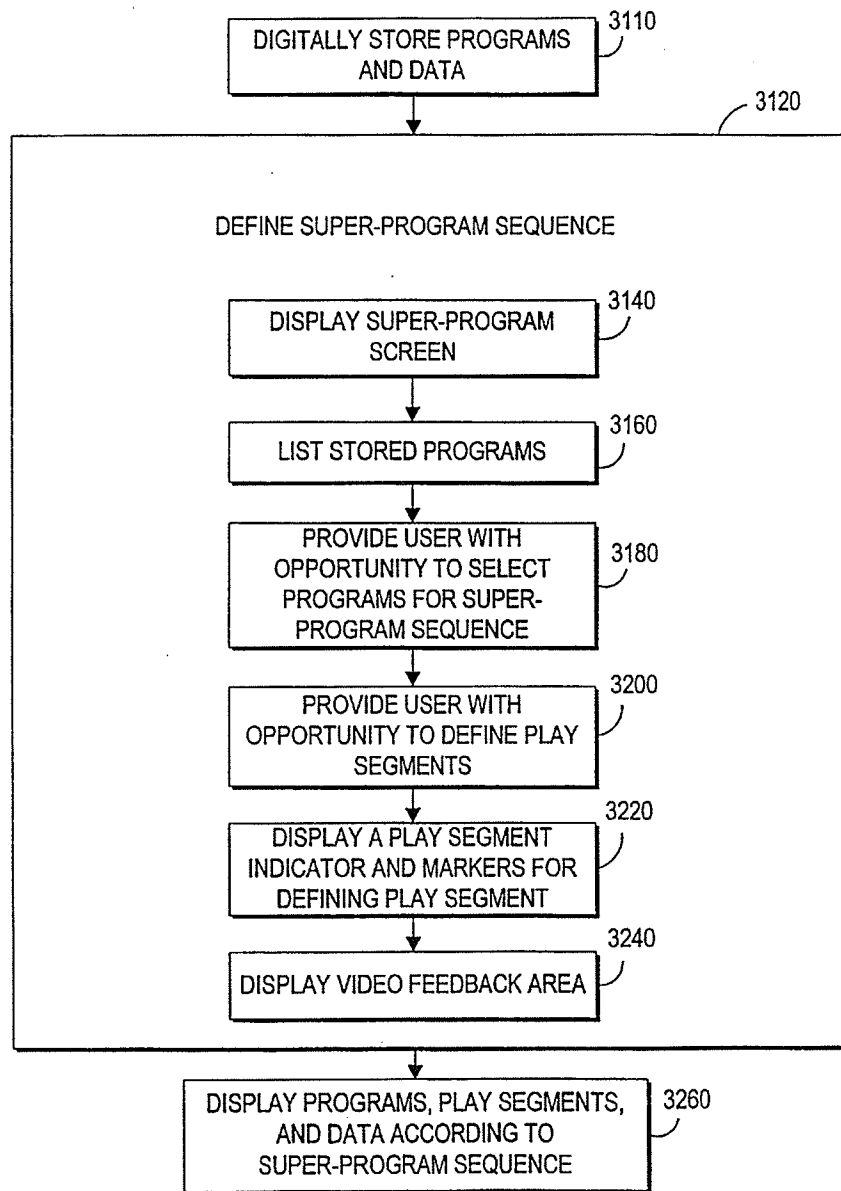 3110
DIGITALLY STORE PROGRAMS
AND DATA
3120
DEFINE SUPER-PROGRAM SEQUENCE
3140
DISPLAY SUPER-PROGRAM
SCREEN
3160
LIST STORED PROGRAMS
PROVIDE USER WITH
OPPORTUNITY TO SELECT
PROGRAMS FOR SUPER-
PROGRAM SEQUENCE
3180
PROVIDE USER WITH
OPPORTUNITY TO DEFINE PLAY
SEGMENTS
3200
3220
DISPLAY A PLAY SEGMENT
INDICATOR AND MARKERS FOR
DEFINING PLAY SEGMENT
3240
DISPLAY VIDEO FEEDBACK AREA
DISPLAY PROGRAMS, PLAY SEGMENTS,
AND DATA ACCORDING TO
SUPER-PROGRAM SEQUENCE
3260